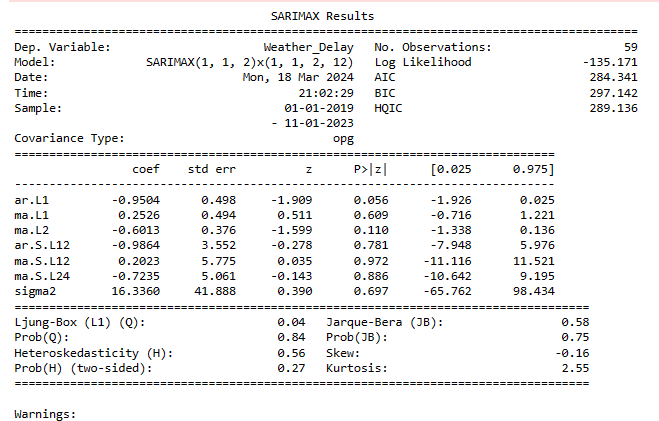 SARIMAX Results
==========================================================================================
Dep. Variable: Weather_Delay No. Observations: 59
Model: SARIMAX(1, 1, 2)x(1, 1, 2, 12) Log Likelihood -135.171
Date: Mon, 18 Mar 2024 AIC 284.341
Time: 21:02:29 BIC 297.142
Sample: 01-01-2019 HQIC 289.136
- 11-01-2023
Covariance Type: opg
==============================================================================
coef std err z P>|z| [0.025 0.975]
------------------------------------------------------------------------------
ar.L1 -0.9504 0.498 -1.909 0.056 -1.926 0.025
ma.L1 0.2526 0.494 0.511 0.609 -0.716 1.221
ma.L2 -0.6013 0.376 -1.599 0.110 -1.338 0.136
ar.S.L12 -0.9864 3.552 -0.278 0.781 -7.948 5.976
ma.S.L12 0.2023 5.775 0.035 0.972 -11.116 11.521
ma.S.L24 -0.7235 5.061 -0.143 0.886 -10.642 9.195
sigma2 16.3360 41.888 0.390 0.697 -65.762 98.434
===================================================================================
Ljung-Box (L1) (Q): 0.04 Jarque-Bera (JB): 0.58
Prob(Q): 0.84 Prob(JB): 0.75
Heteroskedasticity (H): 0.56 Skew: -0.16
Prob(H) (two-sided): 0.27 Kurtosis: 2.55
===================================================================================
Warnings: